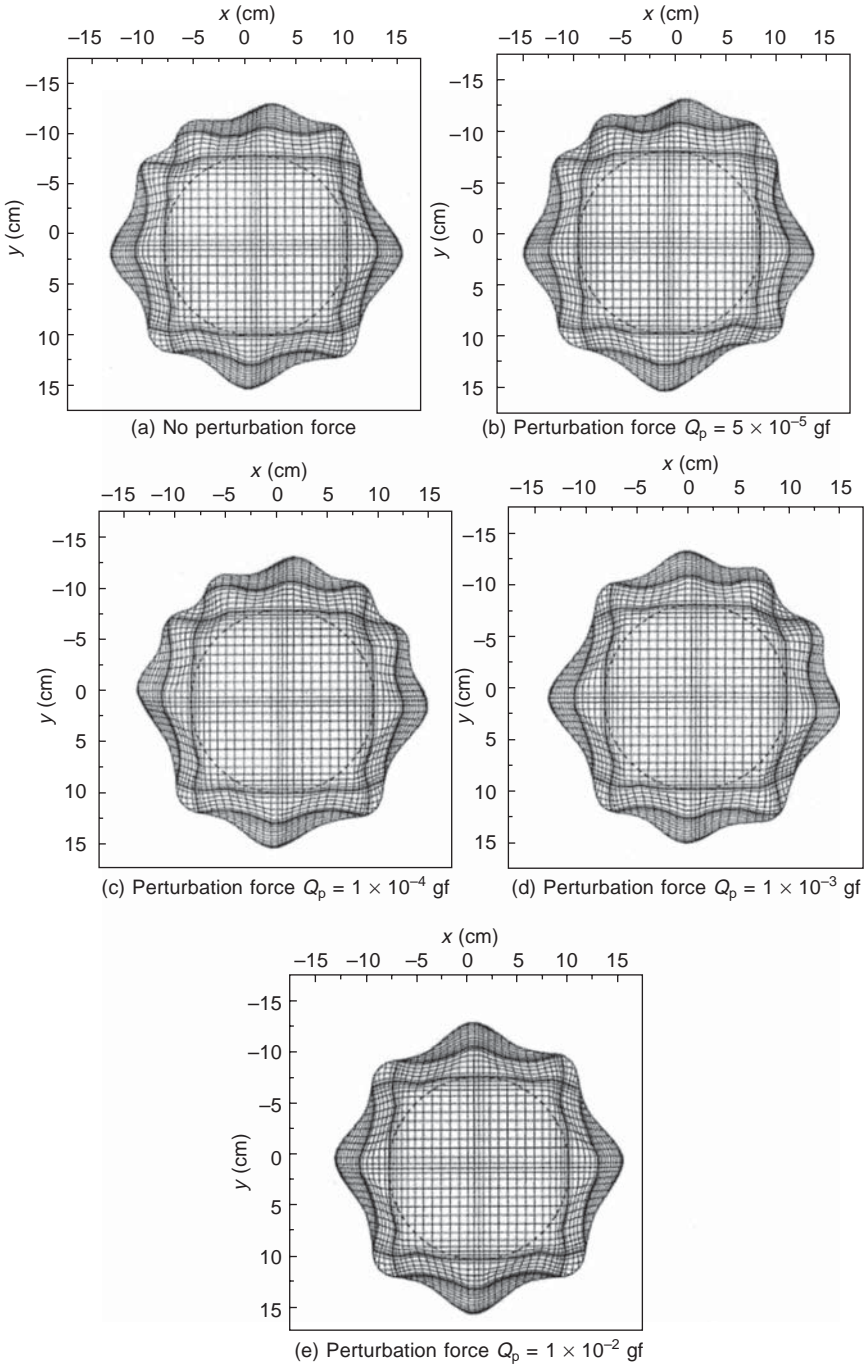 x (cm)
–15 –10 –5 0 5 10 15
–15
–10
–5
0
5
10
15
y (cm)
(a) No perturbation force
x (cm)
–15 –10 –5 0 5 10 15
–15
–10
–5
0
5
10
15
y (cm)
(b) Perturbation force Qp = 5 × 10–5 gf
x (cm)
–15 –10 –5 0 5 10 15
–15
–10
–5
0
5
10
15
y (cm)
(c) Perturbation force Qp = 1 × 10–4 gf
x (cm)
–15 –10 –5 0 5 10 15
–15
–10
–5
0
5
10
15
y (cm)
(d) Perturbation force Qp = 1 × 10–3 gf
x (cm)
–15 –10 –5 0 5 10 15
–15
–10
–5
0
5
10
15
y (cm)
(e) Perturbation force Qp = 1 × 10–2 gf